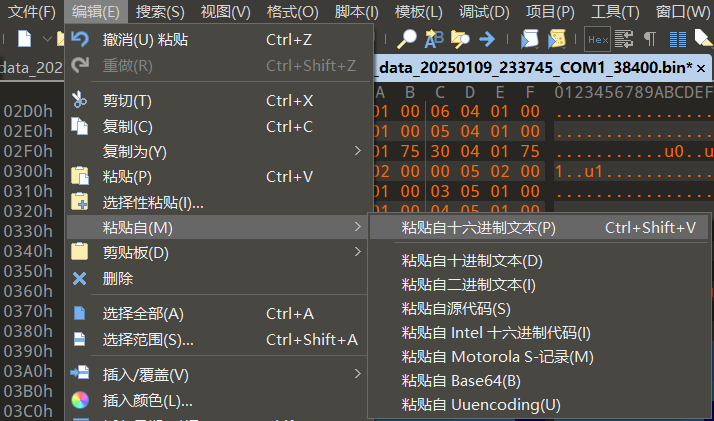 文件(F) 编辑(E) 搜索(S) 视图(V) 格式(O) 脚本(I) 模板(L) 调试(D) 项目(P) 工具(T) 窗口(W)
Hex
data_202
_data_20250109_233745_COM1_38400.bin*
A B C D E F 0123456789ABCDEF
02D0h 01 00 06 04 01 00
02E0h 01 00 05 04 01 00
02F0h 01 75 30 04 01 75 u0..u
0300h 02 00 00 05 02 00 1..u1
0310h 01 00 03 05 01 00
0320h
0330h
0340h
0350h
0360h
0370h
0380h
0390h
03A0h
03B0h
03C0h
撤消(U) 粘贴 Ctrl+Z
重做(R) Ctrl+Shift+Z
剪切(T) Ctrl+X
复制(C) Ctrl+C
复制为(Y)
粘贴(P) Ctrl+V
选择性粘贴(I)...
粘贴自(M)
剪贴板(D)
删除
选择全部(A) Ctrl+A
选择范围(S)... Ctrl+Shift+A
插入/覆盖(V)
插入颜色(L)...
粘贴自十六进制文本(P) Ctrl+Shift+V
粘贴自十进制文本(D)
粘贴自二进制文本(I)
粘贴自源代码(S)
粘贴自 Intel 十六进制代码(I)
粘贴自 Motorola S-记录(M)
粘贴自 Base64(B)
粘贴自 Uuencoding(U)